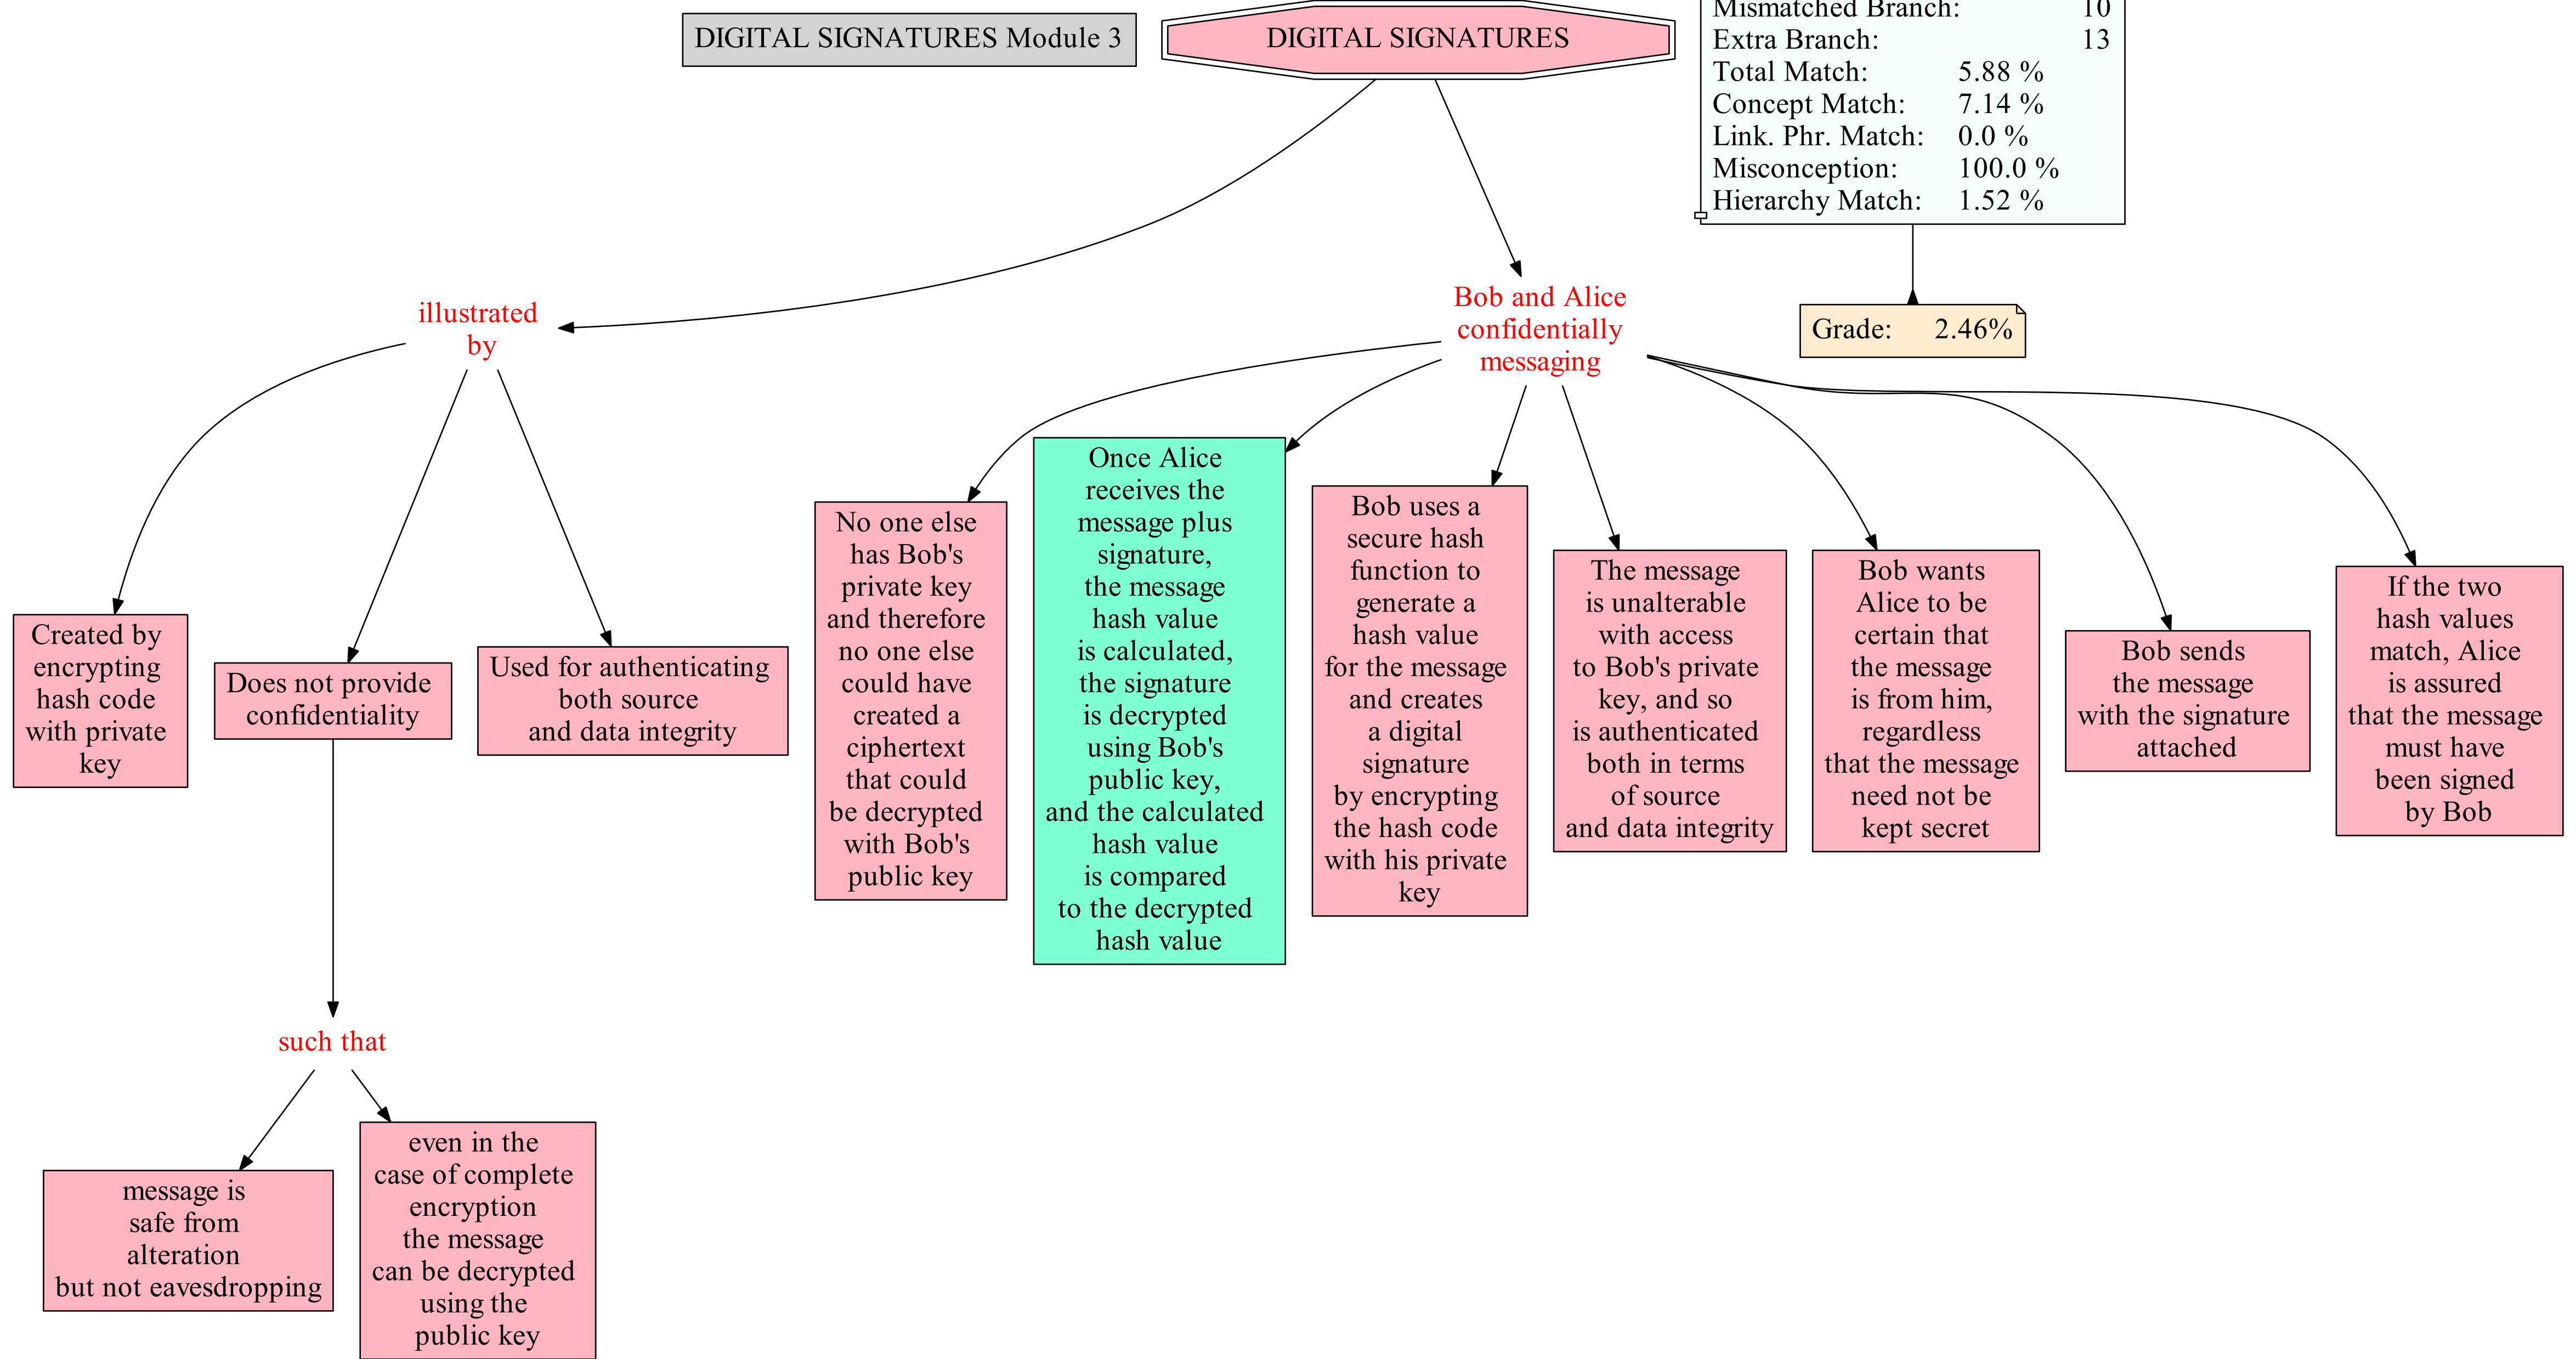 DIGITAL SIGNATURES Module 3
DIGITAL SIGNATURES
Mismatched Branch: 10
Extra Branch: 13
Total Match: 5.88 %
Concept Match: 7.14 %
Link. Phr. Match: 0.0 %
Misconception: 100.0 %
Hierarchy Match: 1.52 %
Grade: 2.46%
illustrated
by
Bob and Alice
confidentially
messaging
Created by
encrypting
hash code
with private
key
Does not provide
confidentiality
Used for authenticating
both source
and data integrity
No one else
has Bob's
private key
and therefore
no one else
could have
created a
ciphertext
that could
be decrypted
with Bob's
public key
Once Alice
receives the
message plus
signature,
the message
hash value
is calculated,
the signature
is decrypted
using Bob's
public key,
and the calculated
hash value
is compared
to the decrypted
hash value
Bob uses a
secure hash
function to
generate a
hash value
for the message
and creates
a digital
signature
by encrypting
the hash code
with his private
key
The message
is unalterable
with access
to Bob's private
key, and so
is authenticated
both in terms
of source
and data integrity
Bob wants
Alice to be
certain that
the message
is from him,
regardless
that the message
need not be
kept secret
Bob sends
the message
with the signature
attached
If the two
hash values
match, Alice
is assured
that the message
must have
been signed
by Bob
such that
message is
safe from
alteration
but not eavesdropping
even in the
case of complete
encryption
the message
can be decrypted
using the
public key